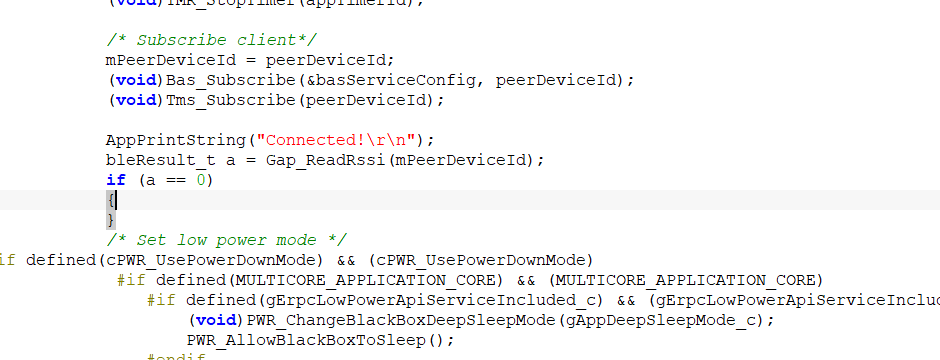 (void)TMR_StopTimer(appTimerId);
/* Subscribe client*/
mPeerDeviceId = peerDeviceId;
(void)Bas_Subscribe(&basServiceConfig, peerDeviceId);
(void)Tms_Subscribe(peerDeviceId);
AppPrintString("Connected!\r\n");
bleResult_t a = Gap_ReadRssi(mPeerDeviceId);
if (a == 0)
{
}
/* Set low power mode */
if defined(cPWR_UsePowerDownMode) && (cPWR_UsePowerDownMode)
#if defined(MULTICORE_APPLICATION_CORE) && (MULTICORE_APPLICATION_CORE)
#if defined(gErpcLowPowerApiServiceIncluded_c) && (gErpcLowPowerApiServiceInclu
(void)PWR_ChangeBlackBoxDeepSleepMode(gAppDeepSleepMode_c);
PWR_AllowBlackBoxToSleep();
#endif